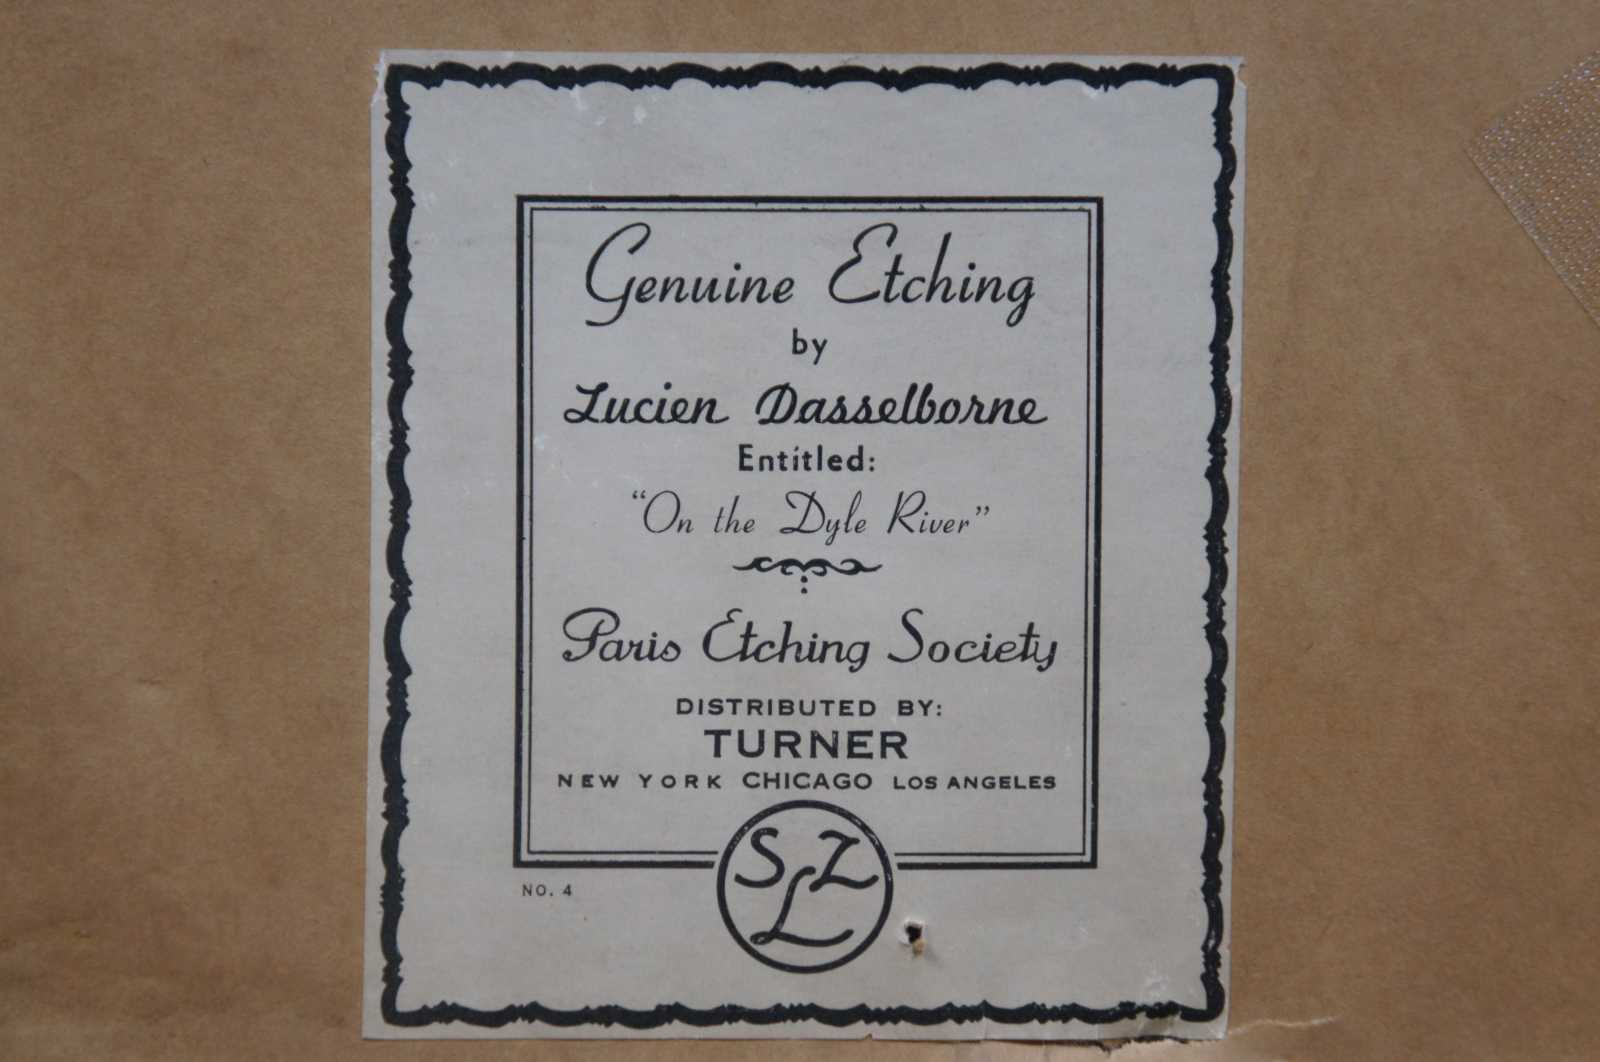 Genuine Etching
by
Lucien Dasselborne
Entitled:
"On the Dyle River"
Paris Etching Society
DISTRIBUTED BY:
TURNER
NEW YORK CHICAGO LOS ANGELES
SLZ
NO. 4